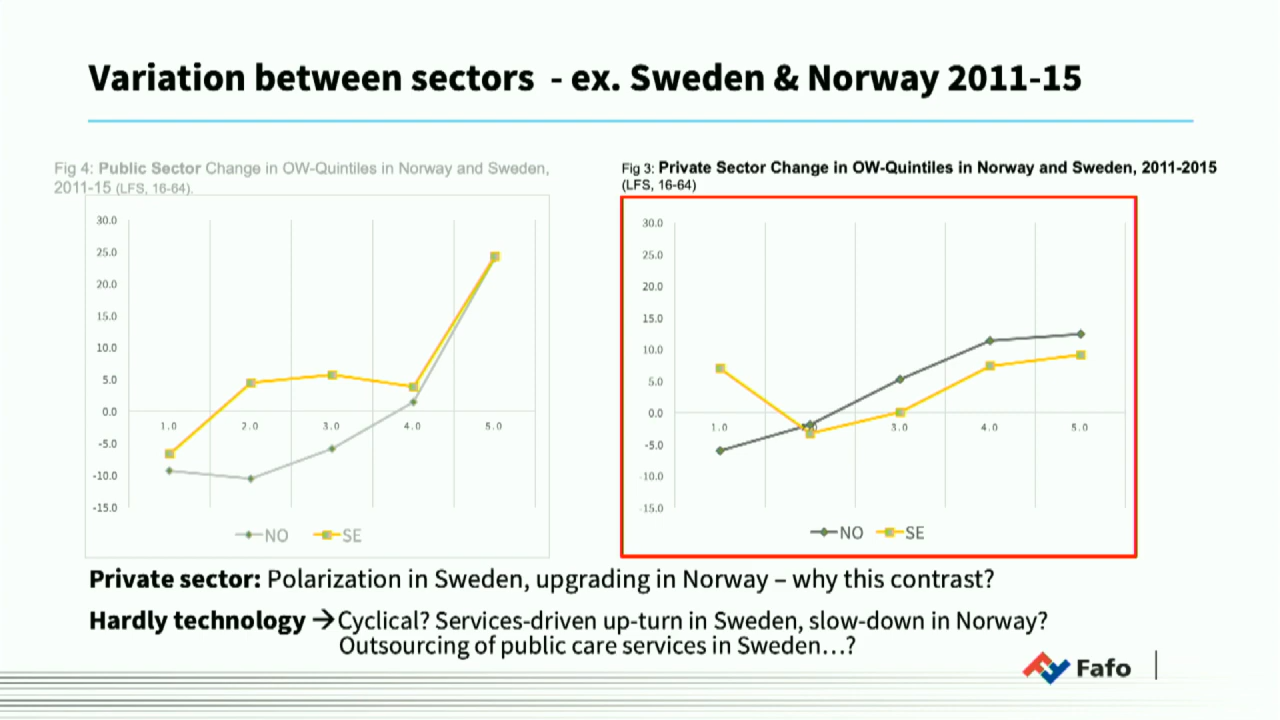 Variation between sectors - ex. Sweden & Norway 2011-15
Fig 4: Public Sector Change in OW-Quintiles in Norway and Sweden,
2011-15 (LFS, 16-64).
30.0
25.0
20.0
15.0
10.0
5.0
0.0
-5.0
-10.0
-15.0
1.0 2.0 3.0 4.0 5.0
NO SE
Fig 3: Private Sector Change in OW-Quintiles in Norway and Sweden, 2011-2015
(LFS, 16-64)
30.0
25.0
20.0
15.0
10.0
5.0
0.0
-5.0
-10.0
-15.0
1.0 3.0 4.0 5.0
NO SE
Private sector: Polarization in Sweden, upgrading in Norway – why this contrast?
Hardly technology → Cyclical? Services-driven up-turn in Sweden, slow-down in Norway?
Outsourcing of public care services in Sweden…?
Fafo